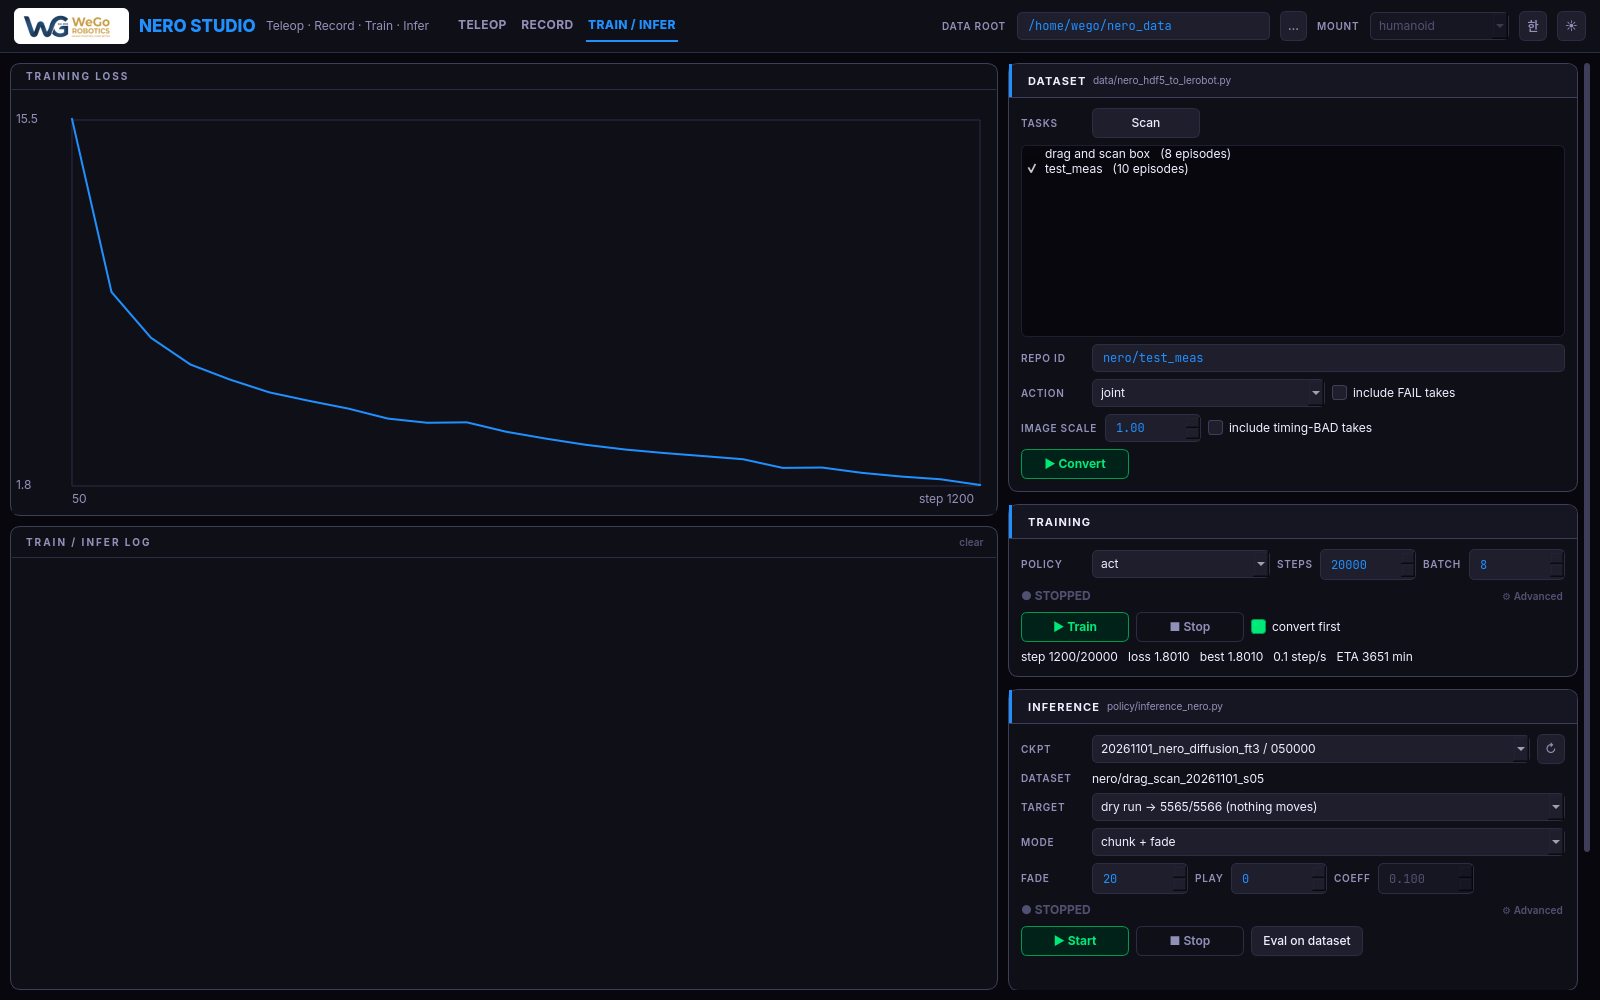 WG WeGo ROBOTICS NERO STUDIO Teleop · Record · Train · Infer TELEOP RECORD TRAIN / INFER DATA ROOT /home/wego/nero_data ... MOUNT humanoid 한 ☀
TRAINING LOSS
15.5
1.8
50 step 1200
TRAIN / INFER LOG clear
DATASET data/nero_hdf5_to_lerobot.py
TASKS Scan
drag and scan box (8 episodes)
✓ test_meas (10 episodes)
REPO ID nero/test_meas
ACTION joint include FAIL takes
IMAGE SCALE 1.00 include timing-BAD takes
▶ Convert
TRAINING
POLICY act STEPS 20000 BATCH 8
● STOPPED ⚙ Advanced
▶ Train ■ Stop convert first
step 1200/20000 loss 1.8010 best 1.8010 0.1 step/s ETA 3651 min
INFERENCE policy/inference_nero.py
CKPT 20261101_nero_diffusion_ft3 / 050000 ↻
DATASET nero/drag_scan_20261101_s05
TARGET dry run → 5565/5566 (nothing moves)
MODE chunk + fade
FADE 20 PLAY 0 COEFF 0.100
● STOPPED ⚙ Advanced
▶ Start ■ Stop Eval on dataset